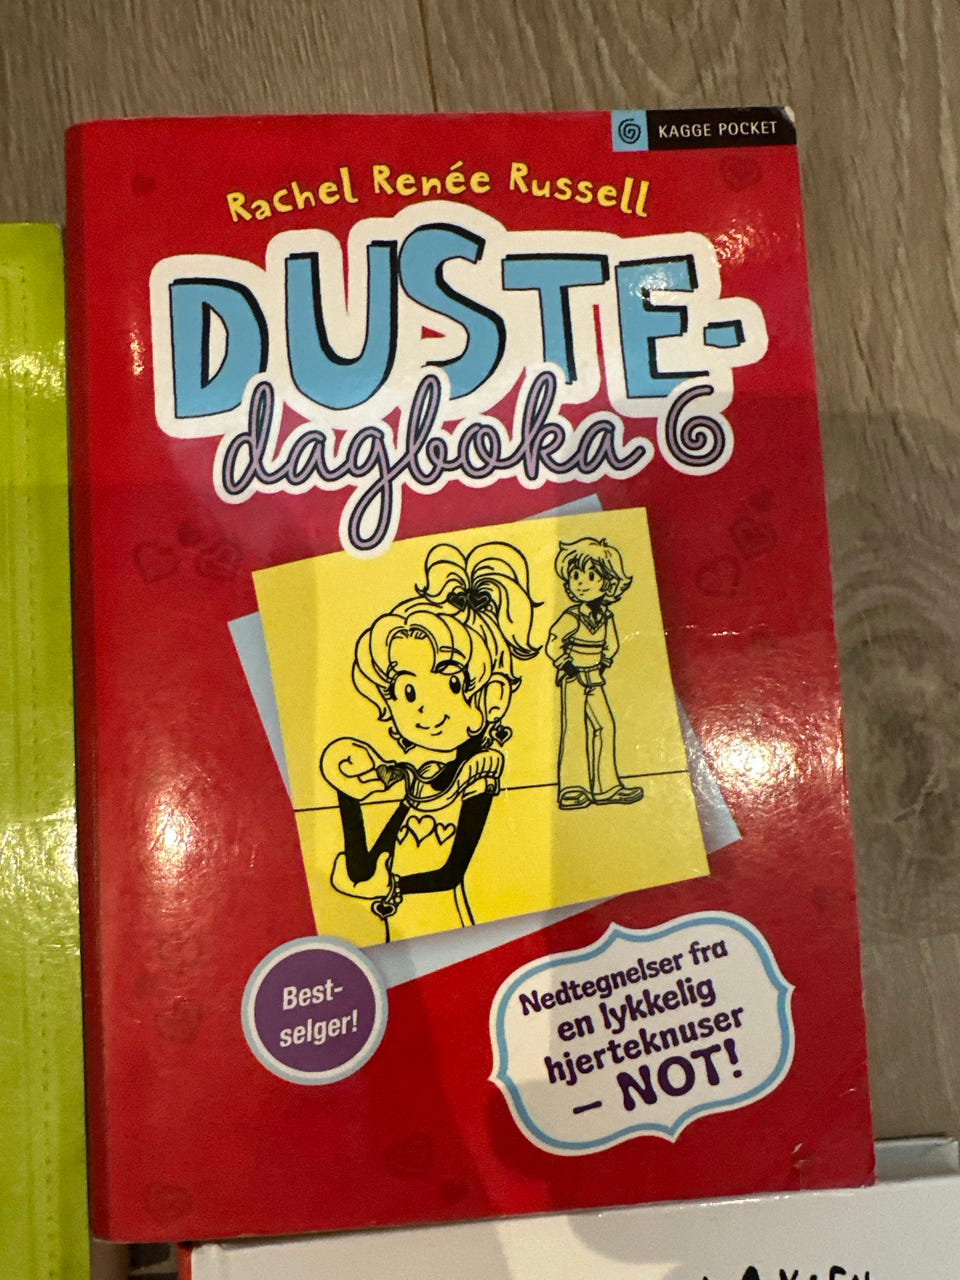 KAGGE POCKET
Rachel Renée Russell
DUSTE-
dagboka 6
Best-
selger!
Nedtegnelser fra
en lykkelig
hjerteknuser
– NOT!